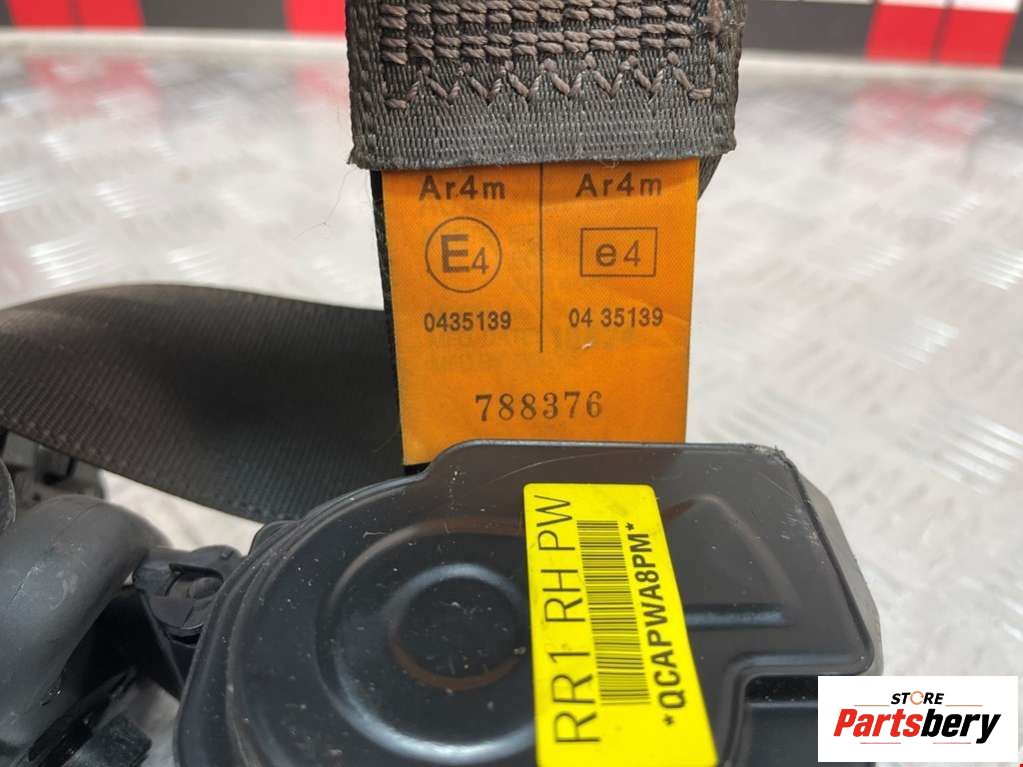 Ar4m Ar4m
E4 e4
0435139 04 35139
788376
RR1 RH PW
*QCAPWA8PM*
STORE
Partsbery